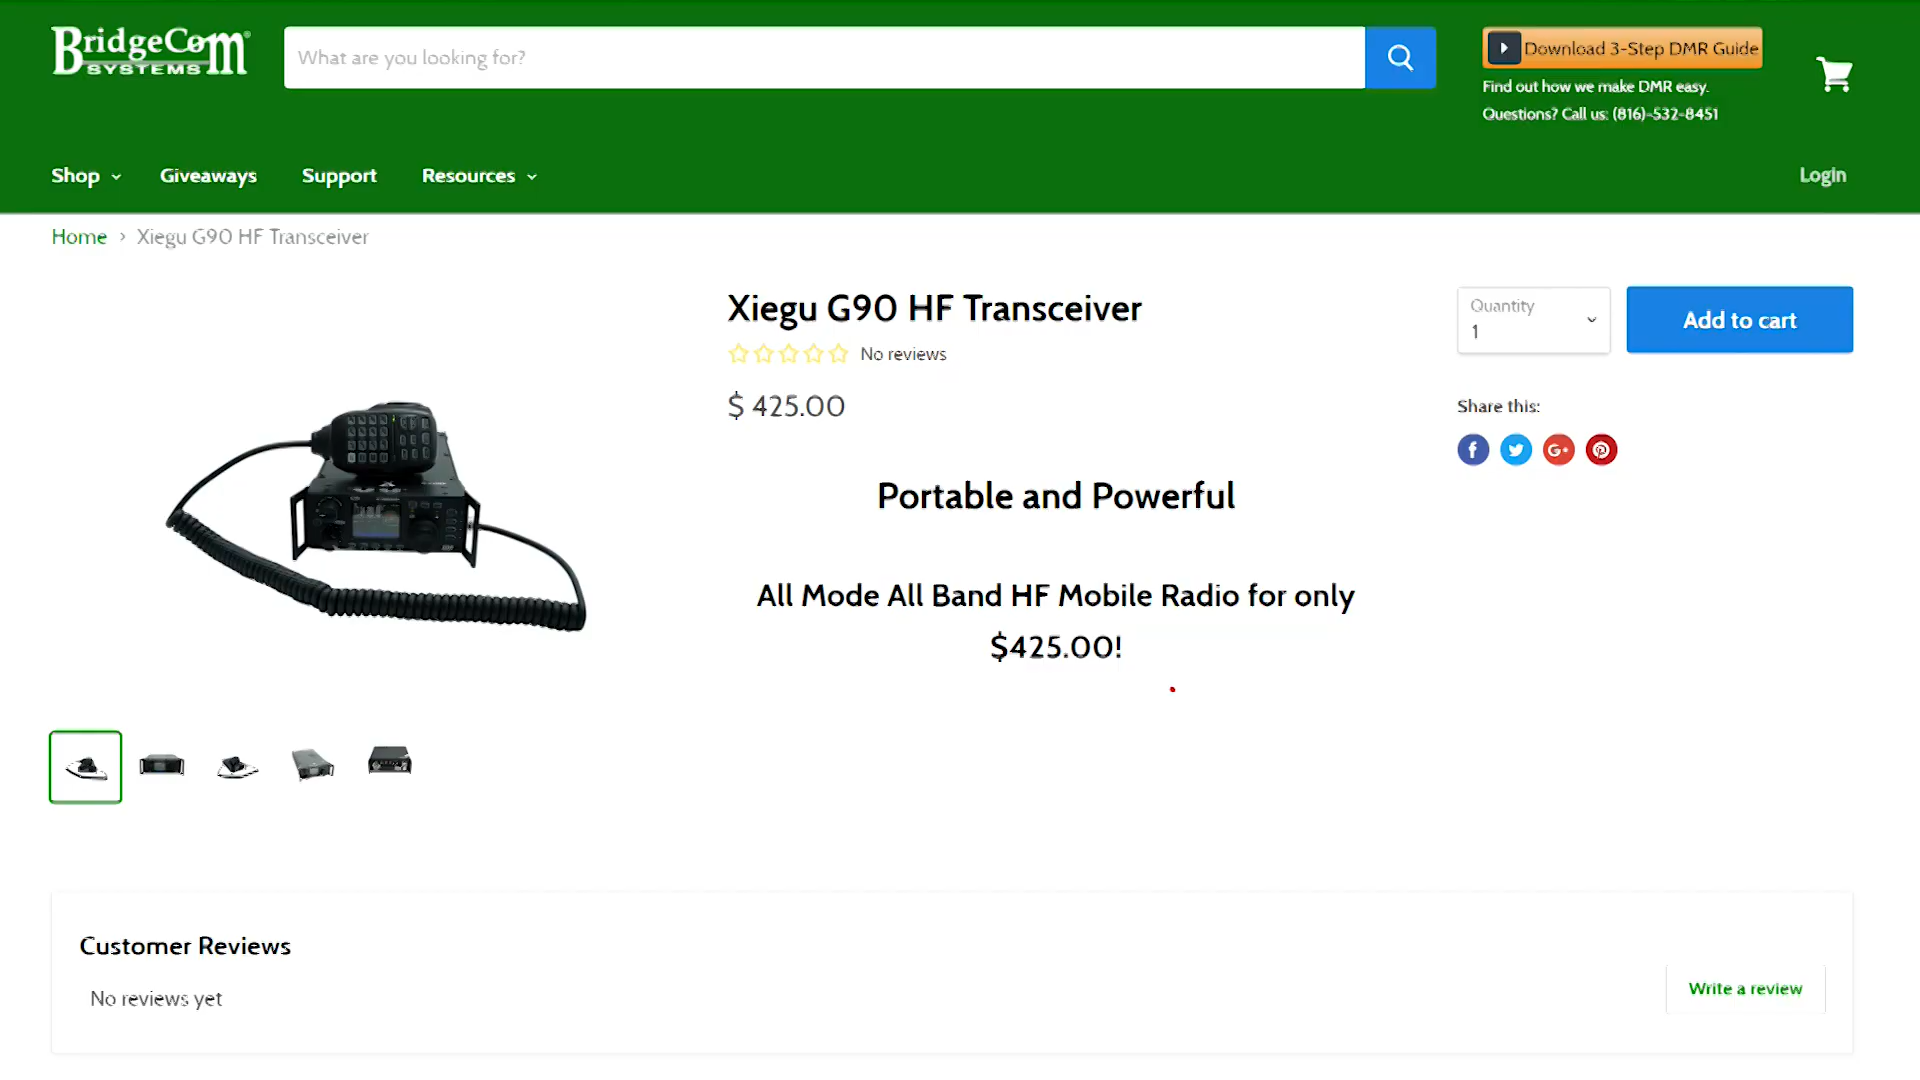 BridgeCom
SYSTEMS
What are you looking for?
Download 3-Step DMR Guide
Find out how we make DMR easy.
Questions? Call us: (816)-532-8451
Shop
Giveaways
Support
Resources
Login
Home > Xiegu G90 HF Transceiver
Xiegu G90 HF Transceiver
No reviews
$ 425.00
Portable and Powerful
All Mode All Band HF Mobile Radio for only
$425.00!
Quantity
1
Add to cart
Share this:
Customer Reviews
No reviews yet
Write a review